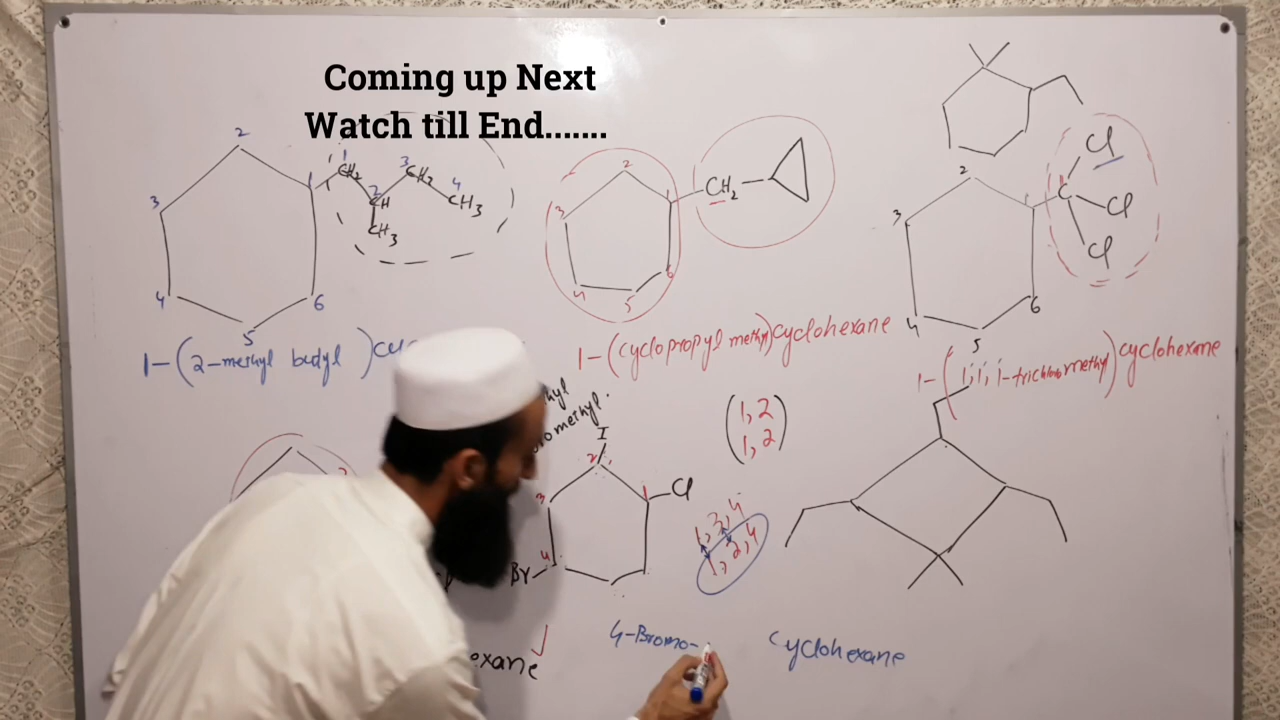 Coming up Next
Watch till End.......
2
3
4
5
6
1
1
CH2
2
CH
3
CH2
4
CH3
CH3
1-(2-methyl butyl)
2
3
4
5
6
1
CH2
1-(cyclopropyl methyl)cyclohexane
2
3
4
5
6
1
C
Cl
Cl
Cl
1-(1,1,1-trichloromethyl)cyclohexane
I
2
3
4
1
Cl
Br
(1,2
1,2)
1,3,4
1,2,4
4-Bromo- cyclohexane
exane